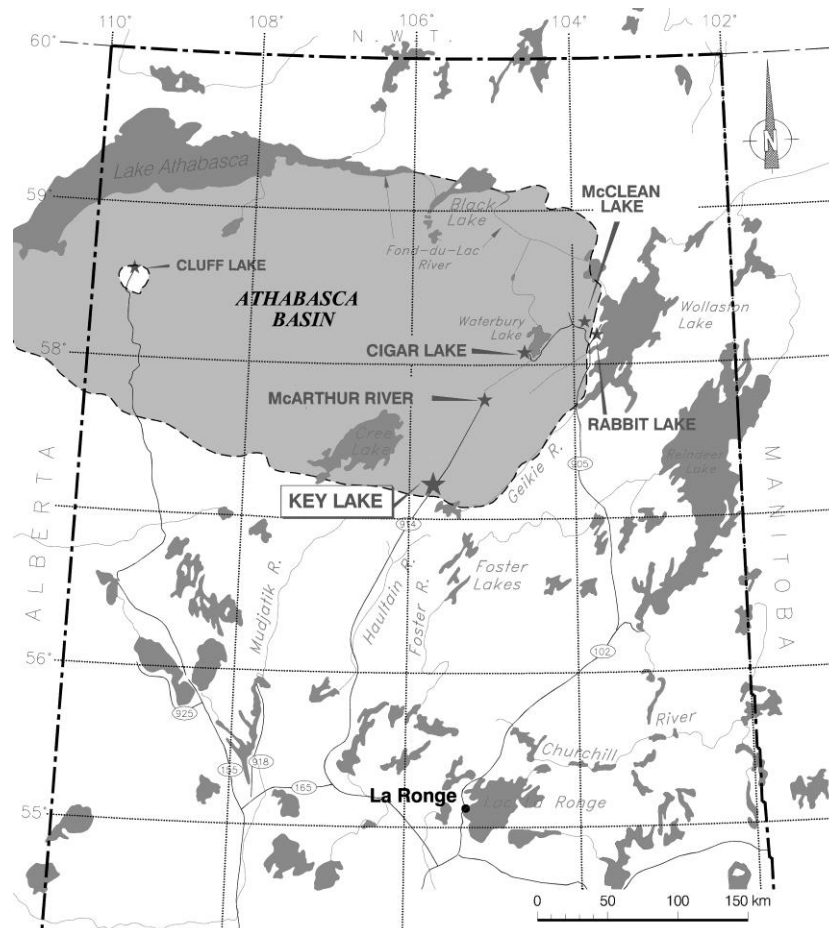 110°
108°
106°
104°
102°
60°
N. W. T.
Lake Athabasca
59°
Black
Lake
McCLEAN
LAKE
Fond-du-Lac
River
CLUFF LAKE
ATHABASCA
BASIN
Waterbury
Lake
Wollaston
Lake
58°
CIGAR LAKE
McARTHUR RIVER
RABBIT LAKE
Cree
Lake
Geikie R.
905
Reindeer
Lake
KEY LAKE
914
ALBERTA
MANITOBA
Mudjatik R.
Haultain R.
Foster R.
Foster
Lakes
56°
102
925
River
Churchill
155
918
165
La Ronge
Lac La Ronge
55°
0 50 100 150 km
N